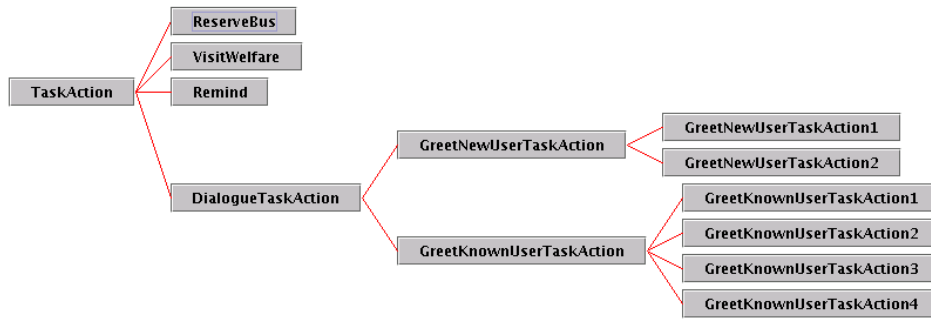 ReserveBus
VisitWelfare
TaskAction
Remind
GreetNewUserTaskAction1
GreetNewUserTaskAction
GreetNewUserTaskAction2
DialogueTaskAction
GreetKnownUserTaskAction1
GreetKnownUserTaskAction2
GreetKnownUserTaskAction
GreetKnownUserTaskAction3
GreetKnownUserTaskAction4